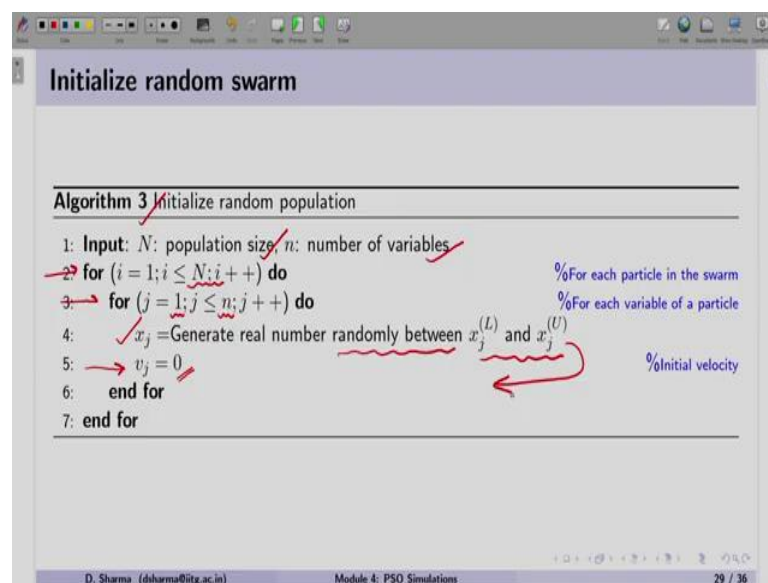 Initialize random swarm
Algorithm 3 Initialize random population
1: Input: N: population size, n: number of variables
2: for (i = 1; i ≤ N; i + +) do %For each particle in the swarm
3: for (j = 1; j ≤ n; j + +) do %For each variable of a particle
4: x_j =Generate real number randomly between x_j^{(L)} and x_j^{(U)}
5: v_j = 0 %Initial velocity
6: end for
7: end for
D. Sharma (dsharma@iitg.ac.in) Module 4: PSO Simulations 29 / 36